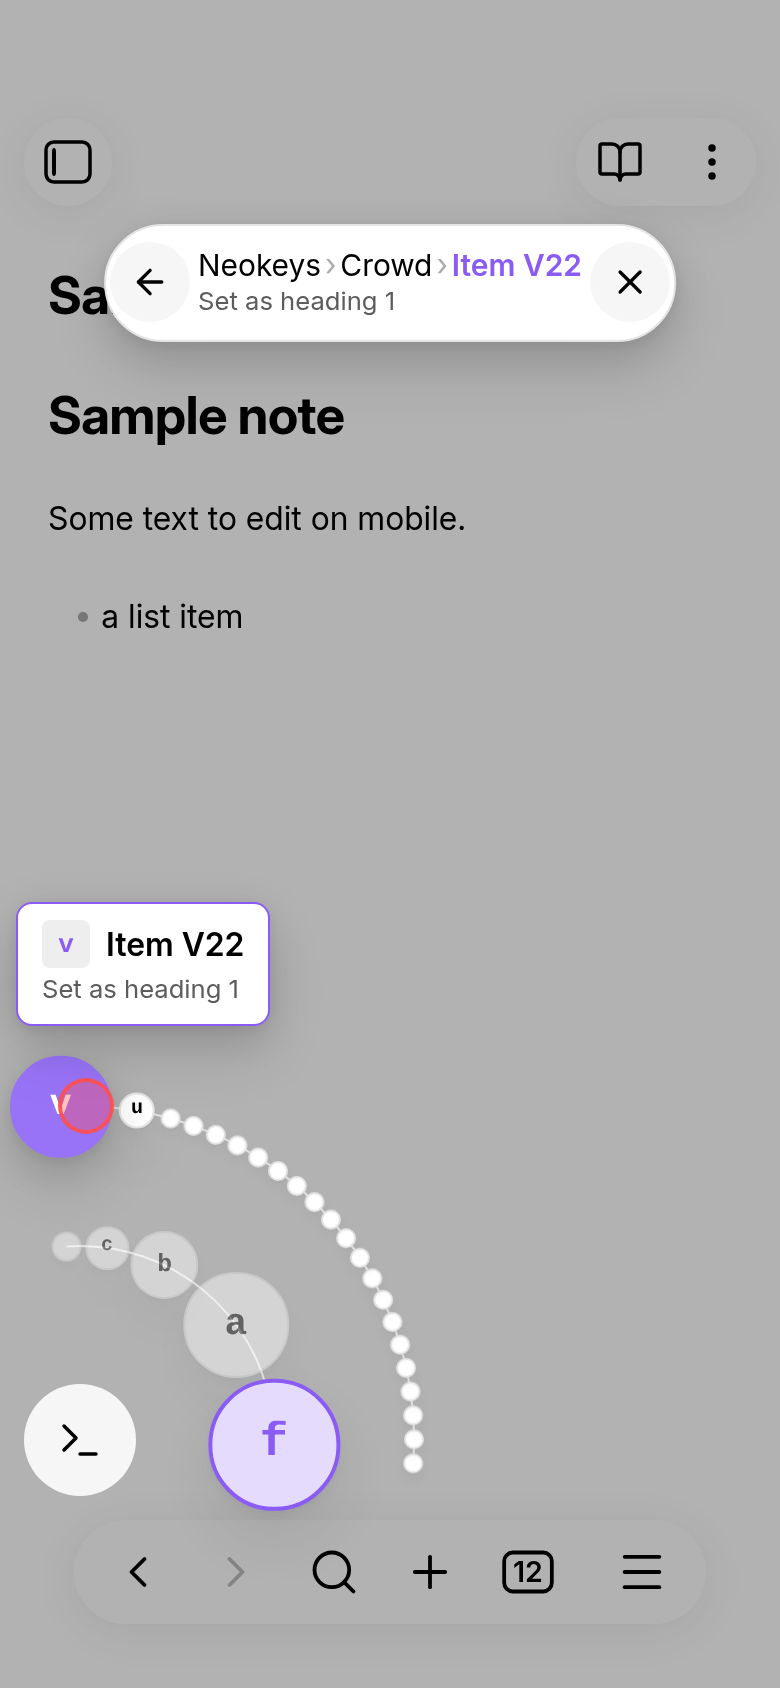 Neokeys › Crowd › Item V22
Set as heading 1
Sa
Sample note
Some text to edit on mobile.
• a list item
v Item V22
Set as heading 1
v
u
c
b
a
f
12